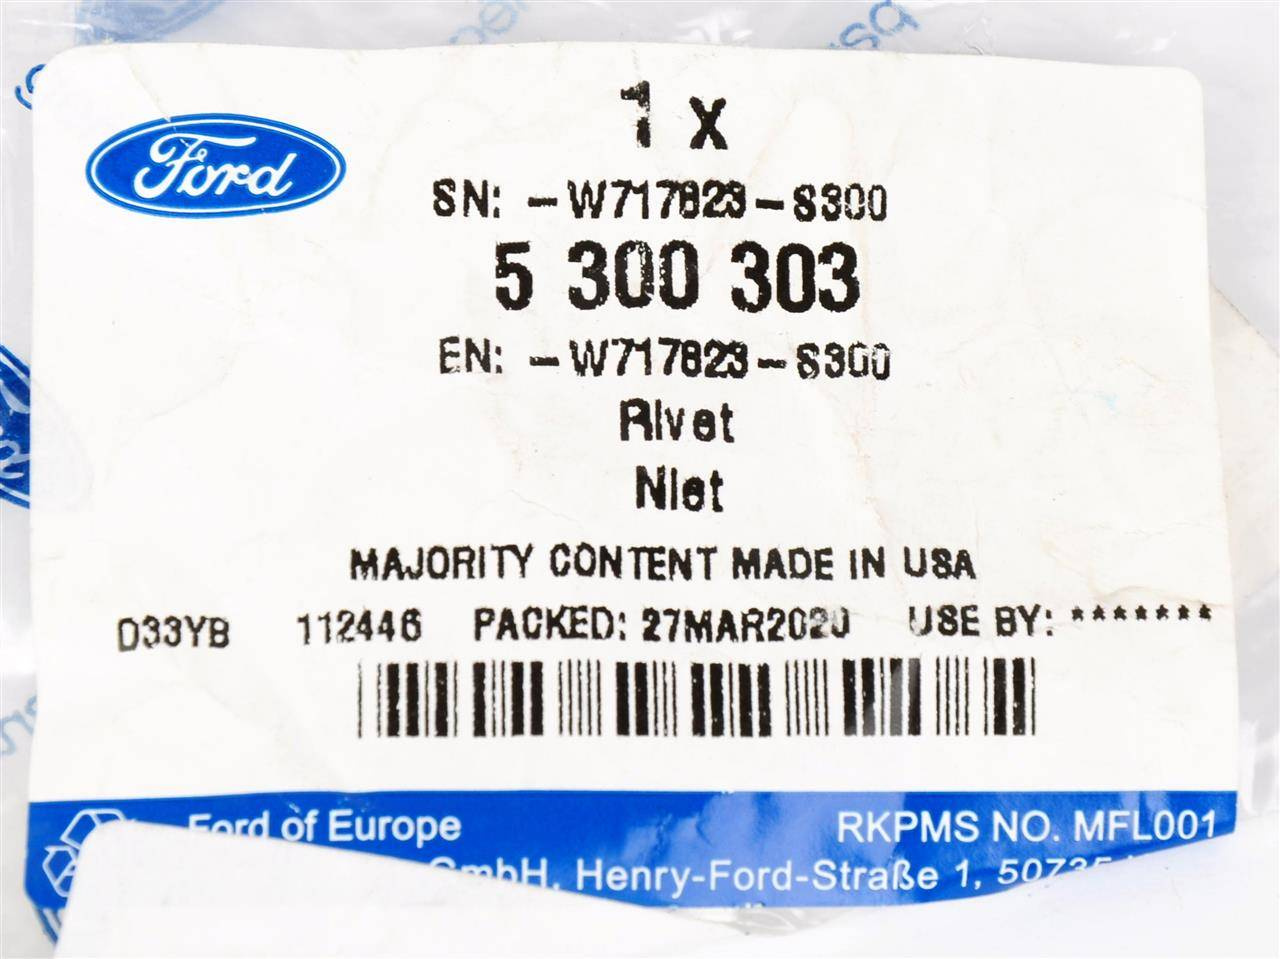 Ford
1 x
SN: -W717823-S300
5 300 303
EN: -W717823-S300
Rivet
Niet
MAJORITY CONTENT MADE IN USA
D33YB 112446 PACKED: 27MAR2020 USE BY: *******
Ford of Europe RKPMS NO. MFL001
GmbH, Henry-Ford-Straße 1, 50735